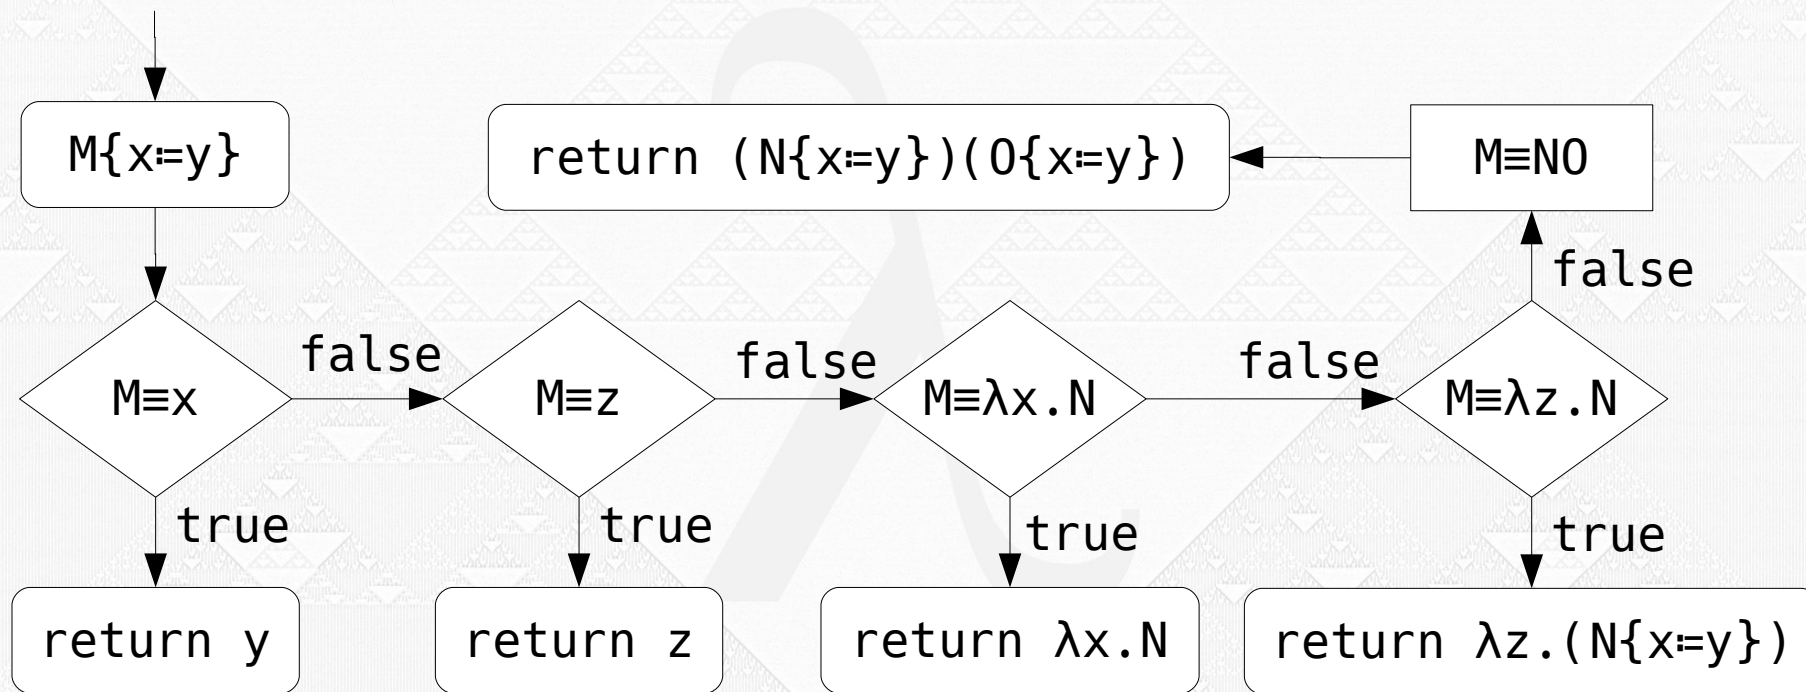 M{x≔y}
return (N{x≔y})(O{x≔y})
M≡NO
false
M≡x
false
M≡z
false
M≡λx.N
false
M≡λz.N
true
true
true
true
return y
return z
return λx.N
return λz.(N{x≔y})